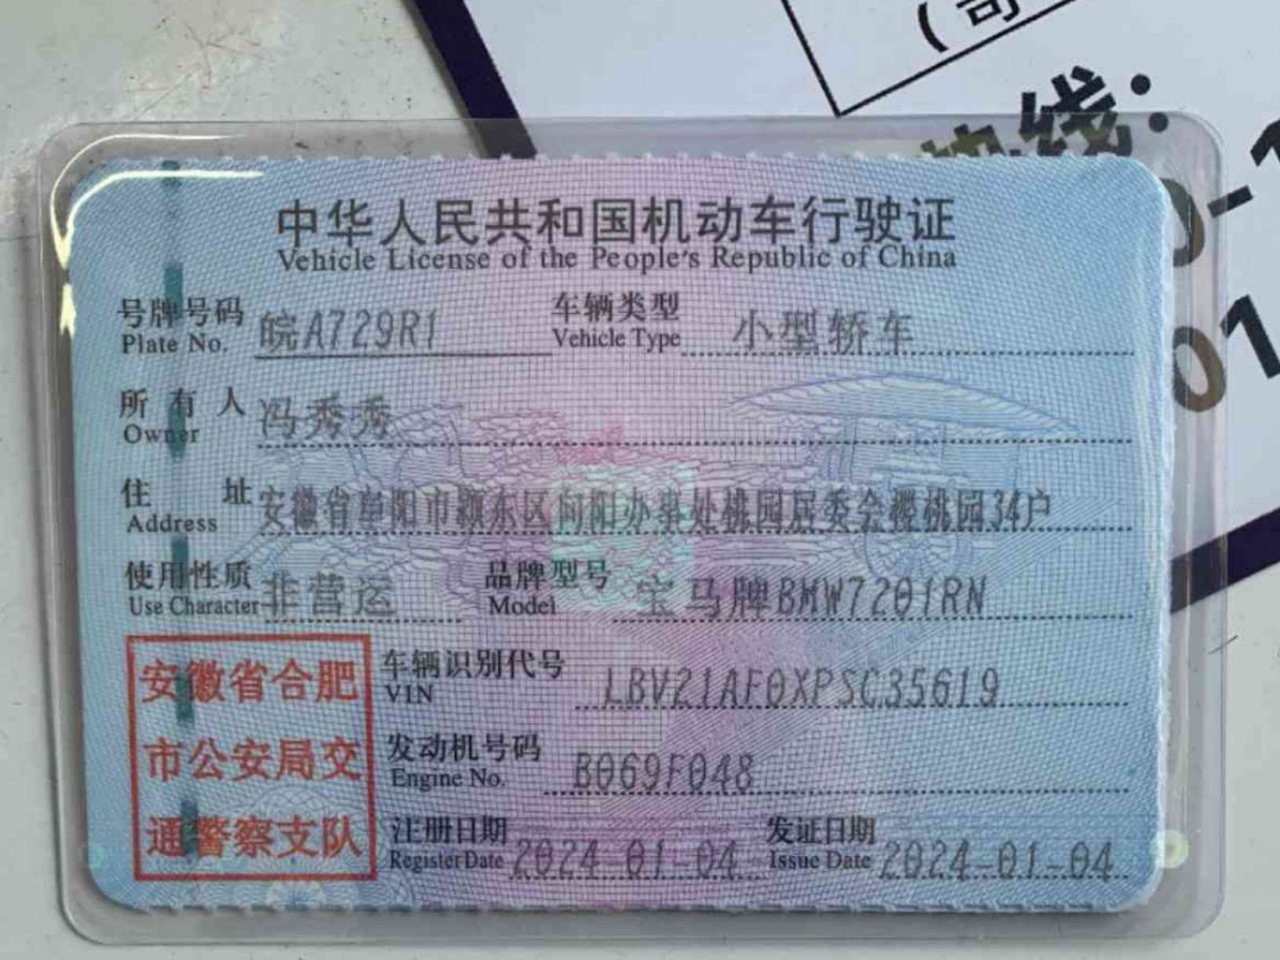 (司
热线:
0-1
01
中华人民共和国机动车行驶证
Vehicle License of the People's Republic of China
号牌号码 皖A729R1 车辆类型 小型轿车
Plate No. Vehicle Type
所有人 冯秀秀
Owner
住址 安徽省阜阳市颍东区向阳办事处桃园居委会樱桃园34户
Address
使用性质 非营运 品牌型号 宝马牌BMW7201RN
Use Character Model
车辆识别代号 LBV21AF0XPSC35619
VIN
发动机号码 B069F048
Engine No.
注册日期 2024-01-04 发证日期 2024-01-04
Register Date Issue Date
安徽省合肥
市公安局交
通警察支队